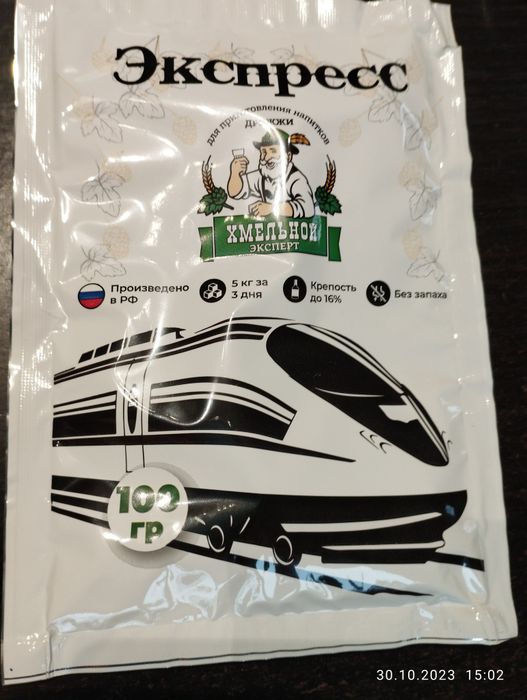 Экспресс
для приготовления напитков
дрожжи
ХМЕЛЬНОЙ
ЭКСПЕРТ
Произведено
в РФ
5 кг за
3 дня
Крепость
до 16%
Без запаха
100
гр
30.10.2023 15:02